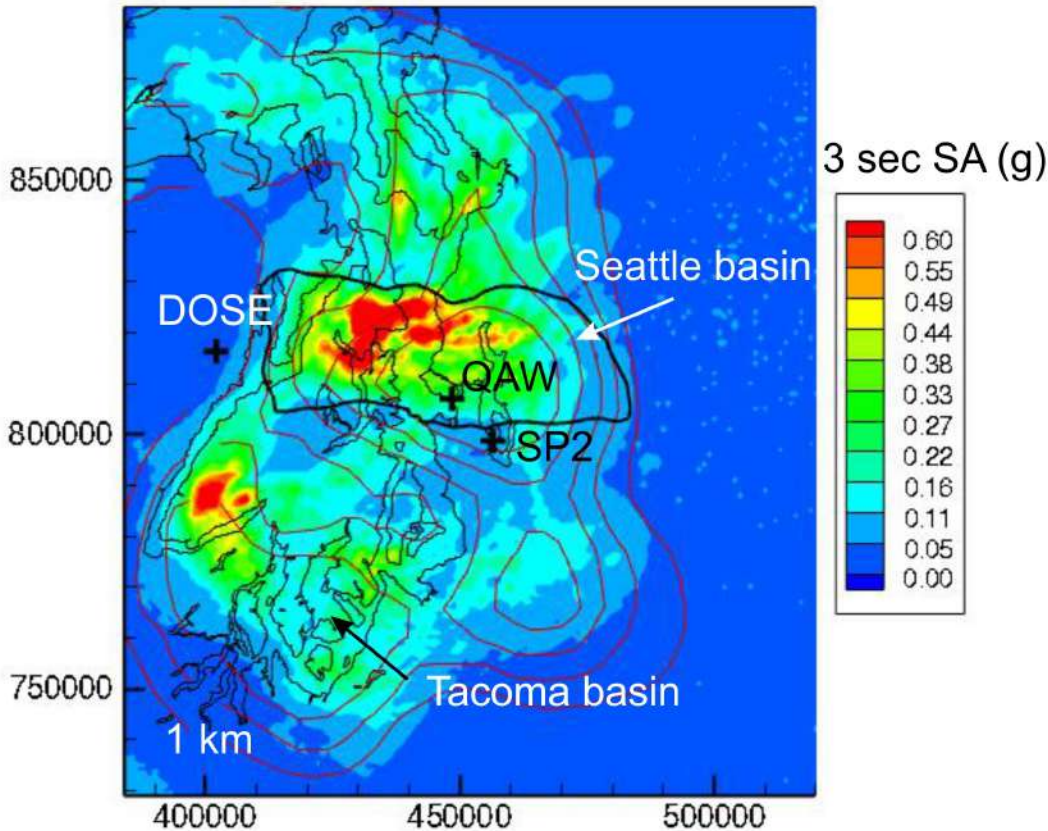 3 sec SA (g)
850000
800000
750000
400000
450000
500000
0.60
0.55
0.49
0.44
0.38
0.33
0.27
0.22
0.16
0.11
0.05
0.00
Seattle basin
DOSE
QAW
SP2
Tacoma basin
1 km